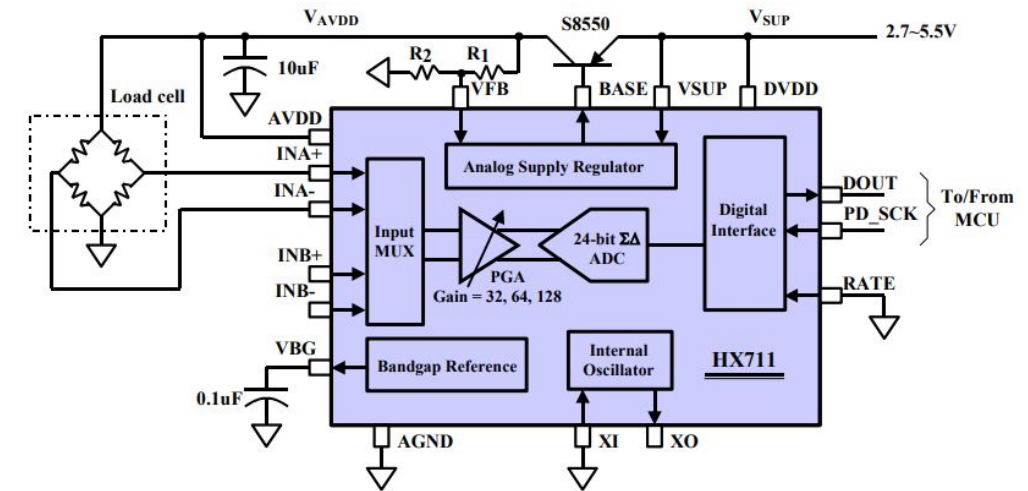 V_AVDD
S8550
V_SUP
2.7~5.5V
10uF
R2
R1
VFB
BASE
VSUP
DVDD
Load cell
AVDD
INA+
INA-
INB+
INB-
VBG
0.1uF
Analog Supply Regulator
Input
MUX
PGA
Gain = 32, 64, 128
24-bit ΣΔ
ADC
Digital
Interface
DOUT
PD_SCK
RATE
To/From
MCU
Bandgap Reference
Internal
Oscillator
HX711
AGND
XI
XO